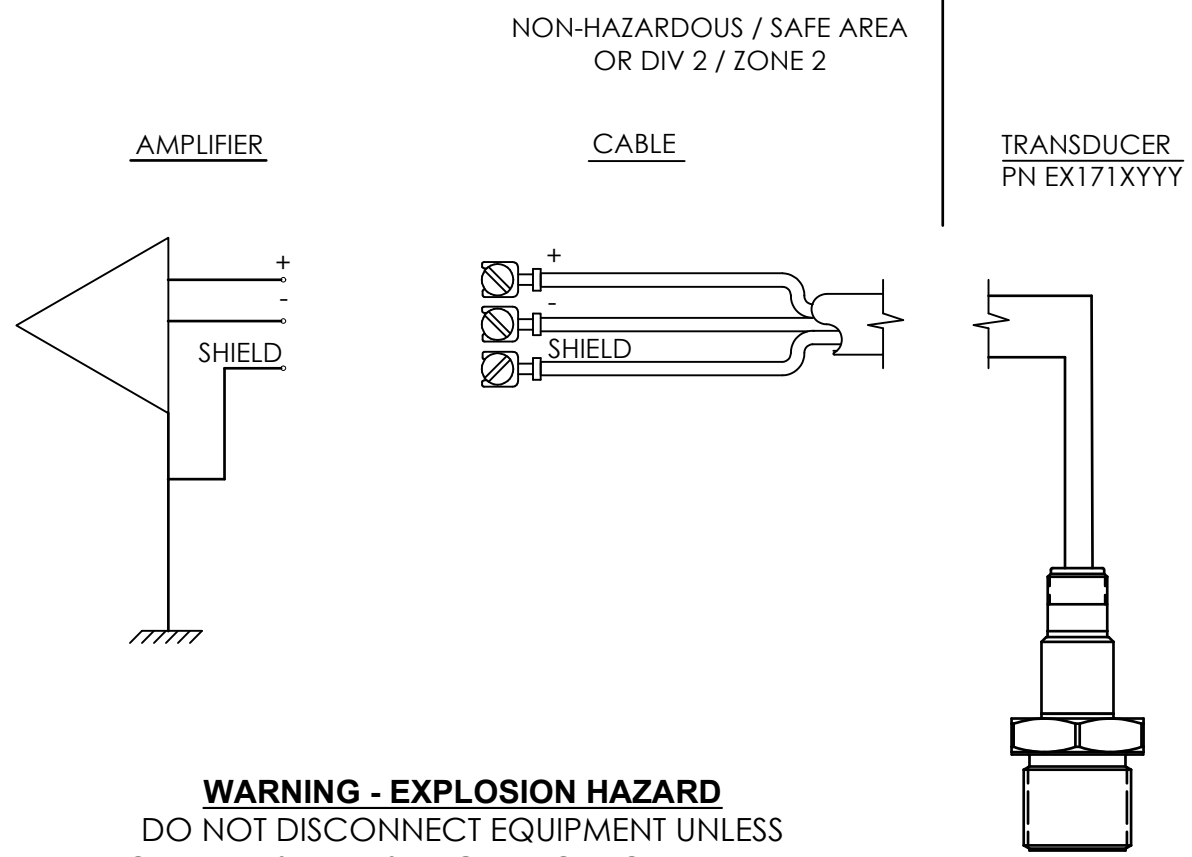 NON-HAZARDOUS / SAFE AREA
OR DIV 2 / ZONE 2
AMPLIFIER
CABLE
TRANSDUCER
PN EX171XYYY
+
-
SHIELD
+
-
SHIELD
WARNING - EXPLOSION HAZARD
DO NOT DISCONNECT EQUIPMENT UNLESS